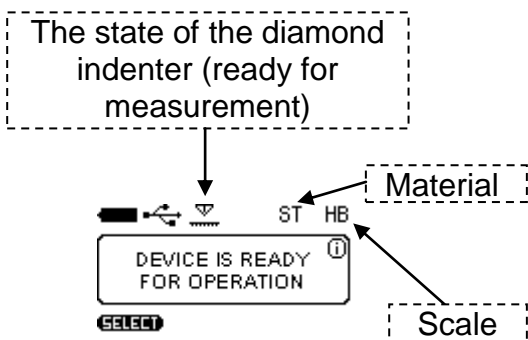 The state of the diamond
indenter (ready for
measurement)
Material
ST HB
DEVICE IS READY
FOR OPERATION
SELECT
Scale